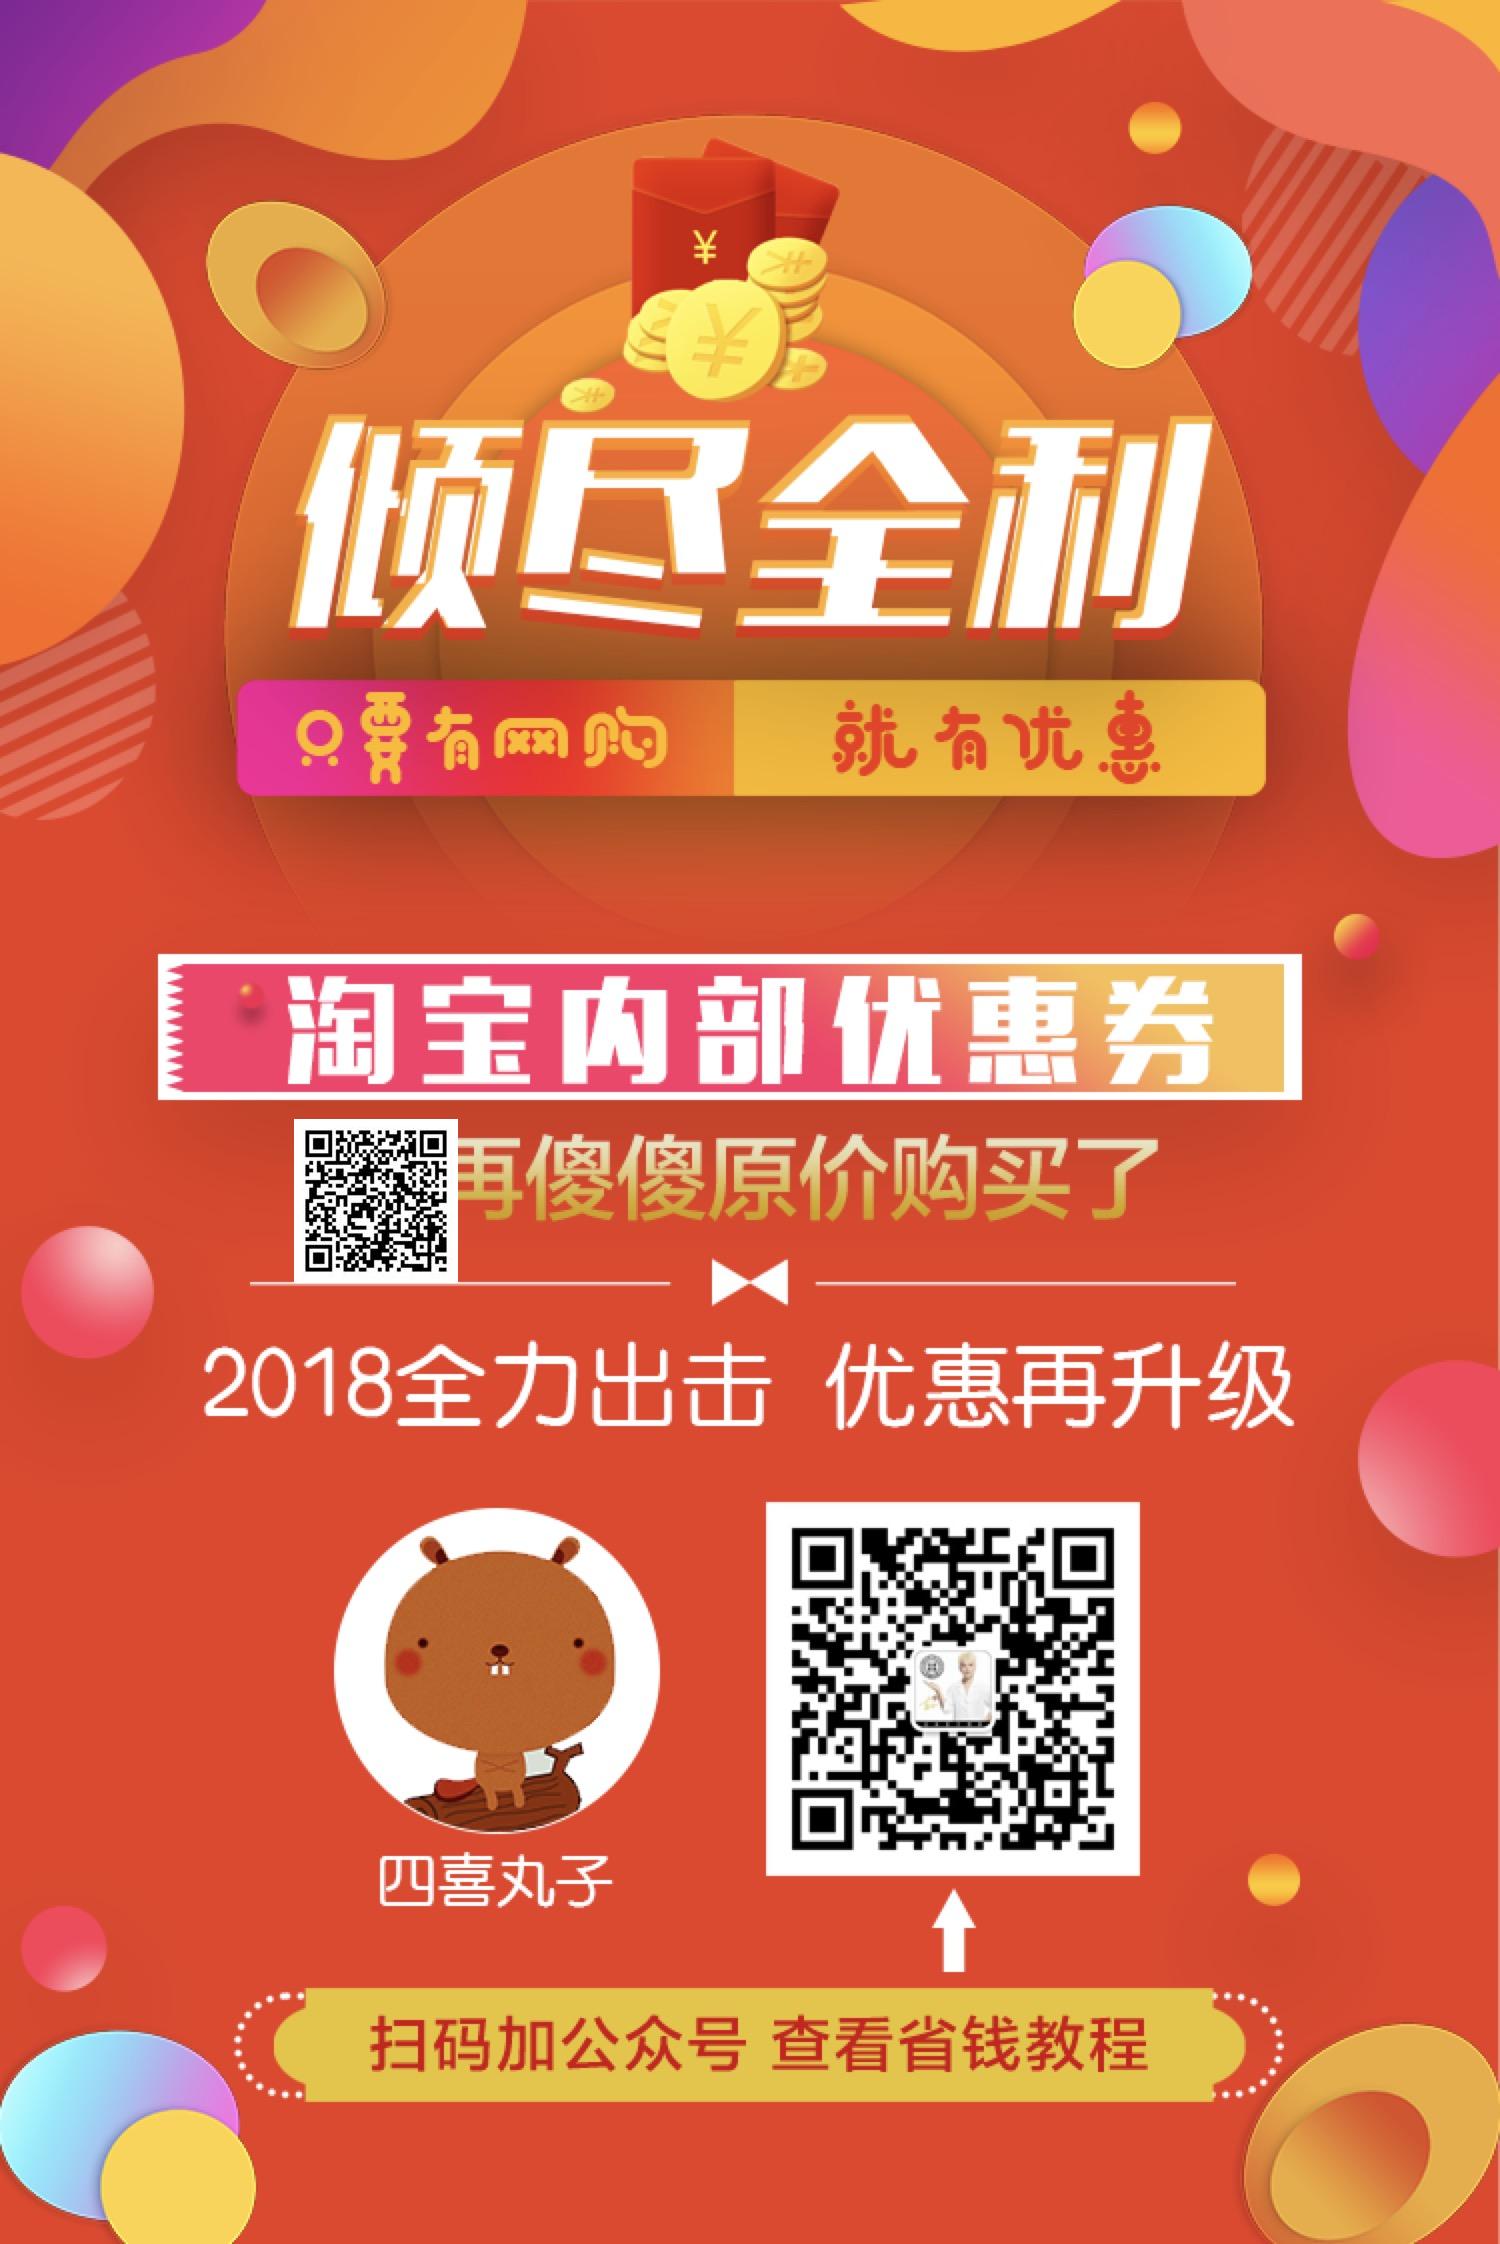 ¥
¥
倾尽全利
只要有网购 就有优惠
淘宝内部优惠券
再傻傻原价购买了
2018全力出击 优惠再升级
四喜丸子
扫码加公众号 查看省钱教程